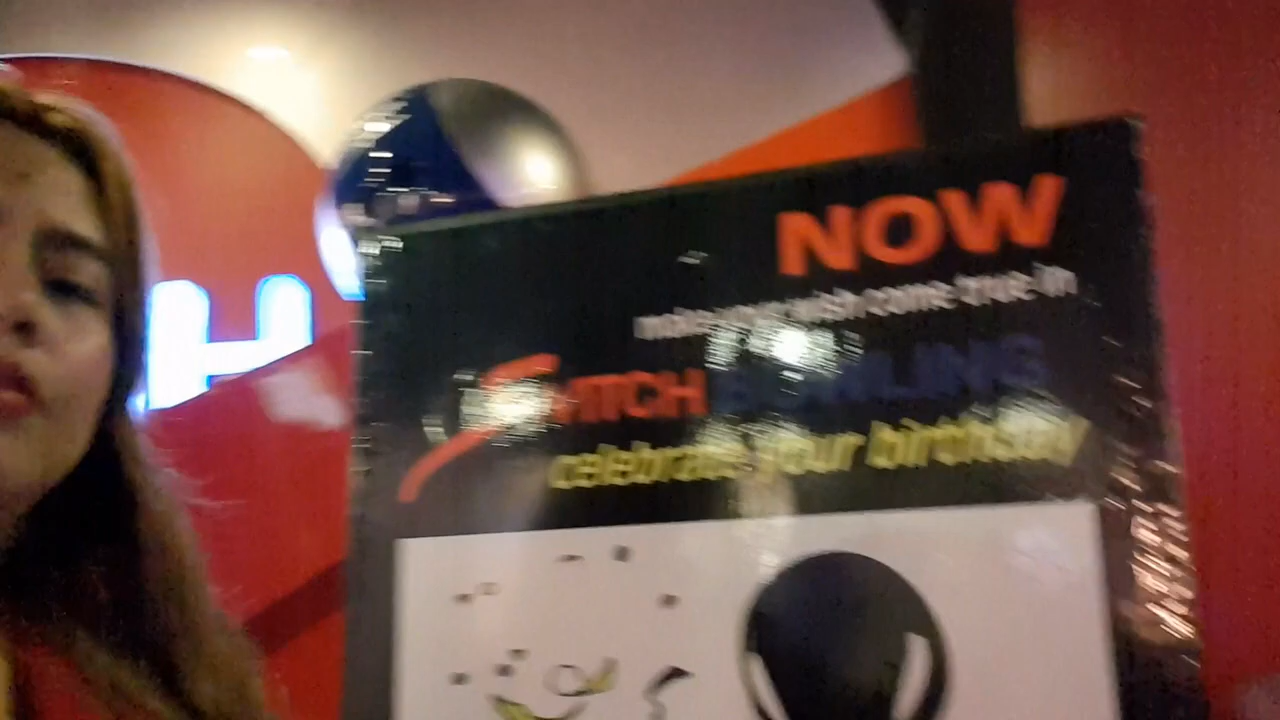 H
NOW
make your wish come true in
SWITCH BOWLING
celebrate your birthday